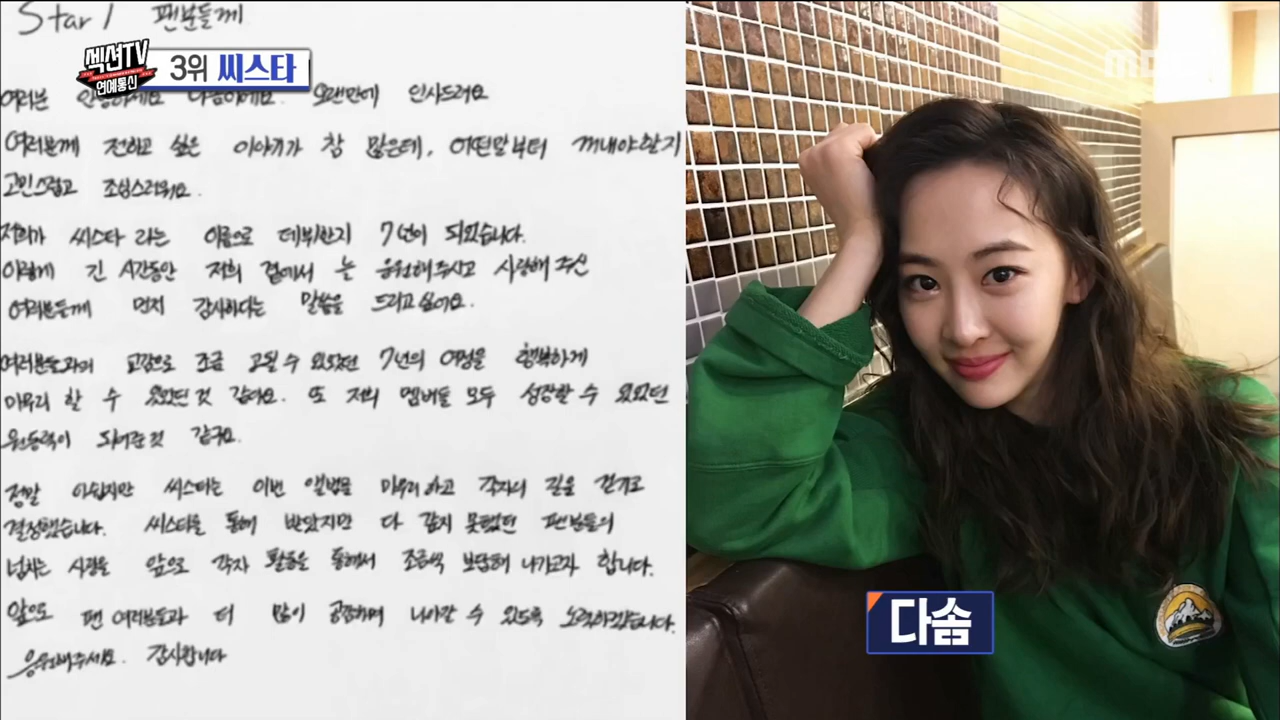 Star1 팬분들께
섹션TV
연예통신
3위 씨스타
MBC
여러분 안녕하세요 다솜이에요. 오랜만에 인사드려요
여러분께 전하고 싶은 이야기가 참 많은데, 어떤말부터 꺼내야할지
고민스럽고 조심스러워요.
저희가 씨스타 라는 이름으로 데뷔한지 7년이 되었습니다.
이렇게 긴 시간동안 저희 곁에서 늘 응원해주시고 사랑해 주신
여러분들께 먼저 감사하다는 말씀을 드리고 싶어요.
여러분들과의 교감으로 조금 고될 수 있었던 7년의 여정을 행복하게
마무리 할 수 있었던 것 같아요. 또 저희 멤버들 모두 성장할 수 있었던
원동력이 되어준것 같구요.
정말 아쉽지만 씨스타는 이번 앨범을 마무리하고 각자의 길을 걷기로
결정했습니다. 씨스타를 통해 받았지만 다 갚지 못했던 팬분들의
넘치는 사랑을 앞으로 각자 활동을 통해서 조금씩 보답해 나가고자 합니다.
앞으로 팬 여러분들과 더 많이 공감하며 나아갈 수 있도록 노력하겠습니다.
응원해주세요. 감사합니다
다솜